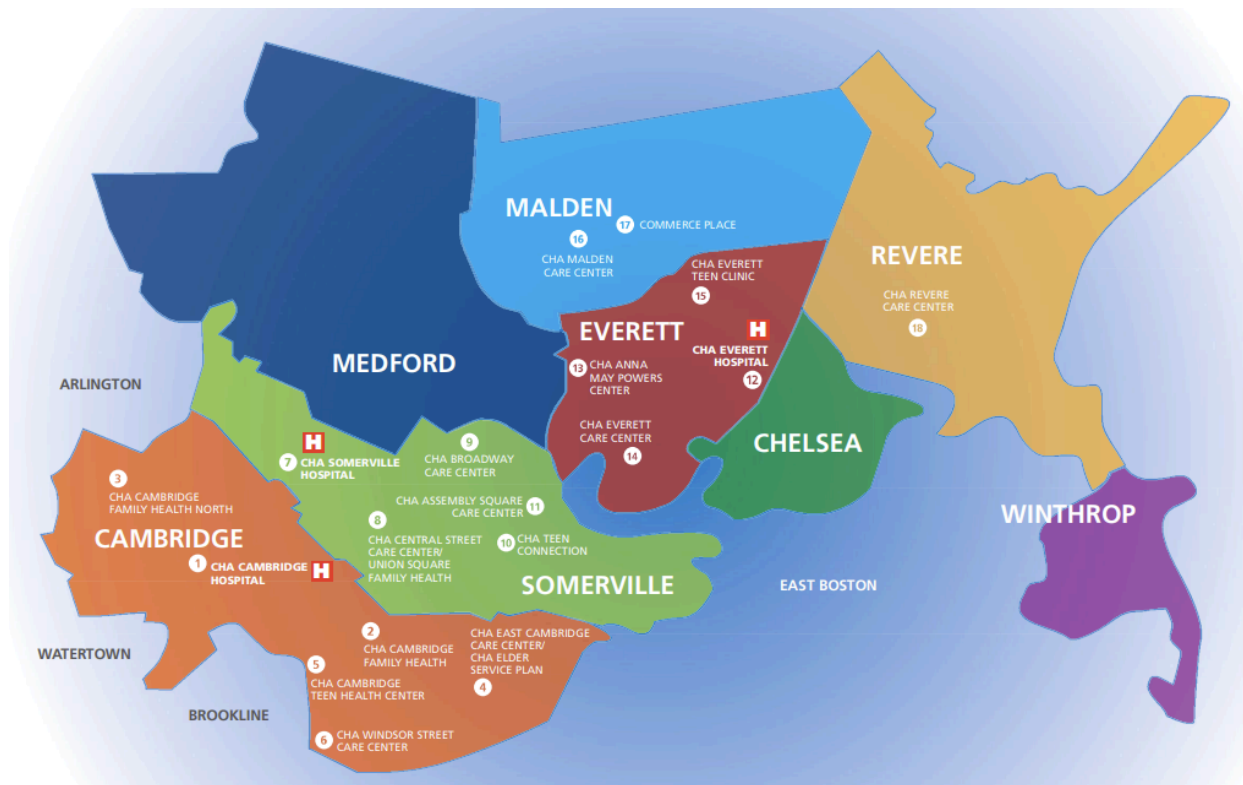 MALDEN
17 COMMERCE PLACE
16
CHA MALDEN
CARE CENTER
REVERE
CHA REVERE
CARE CENTER
18
CHA EVERETT
TEEN CLINIC
15
EVERETT
H
CHA EVERETT
HOSPITAL
12
13 CHA ANNA
MAY POWERS
CENTER
CHA EVERETT
CARE CENTER
14
MEDFORD
ARLINGTON
CHELSEA
WINTHROP
EAST BOSTON
H
7 CHA SOMERVILLE
HOSPITAL
9
CHA BROADWAY
CARE CENTER
CHA ASSEMBLY SQUARE
CARE CENTER
11
8
CHA CENTRAL STREET
CARE CENTER/
UNION SQUARE
FAMILY HEALTH
10 CHA TEEN
CONNECTION
SOMERVILLE
3
CHA CAMBRIDGE
FAMILY HEALTH NORTH
CAMBRIDGE
1 CHA CAMBRIDGE
HOSPITAL
H
2
CHA CAMBRIDGE
FAMILY HEALTH
CHA EAST CAMBRIDGE
CARE CENTER/
CHA ELDER
SERVICE PLAN
4
5
CHA CAMBRIDGE
TEEN HEALTH CENTER
6 CHA WINDSOR STREET
CARE CENTER
WATERTOWN
BROOKLINE